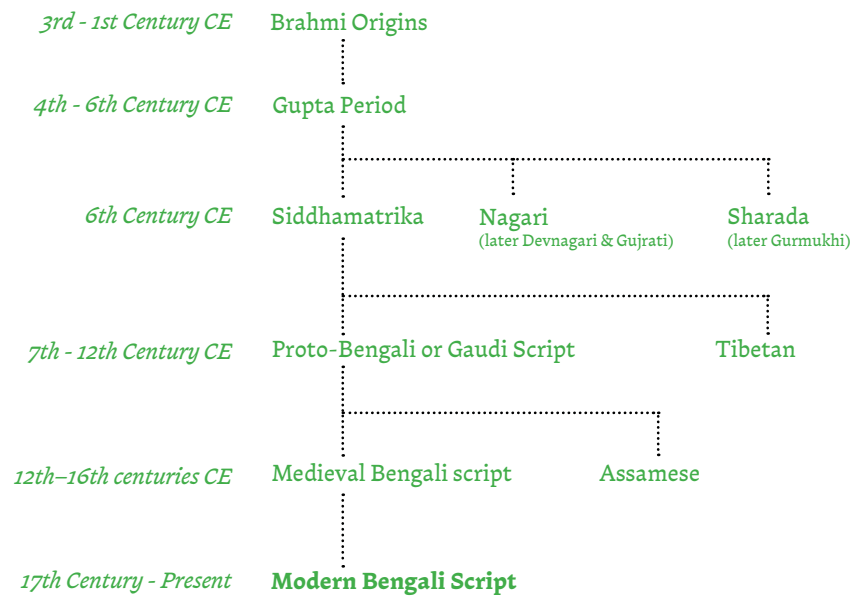 3rd - 1st Century CE Brahmi Origins
4th - 6th Century CE Gupta Period
6th Century CE Siddhamatrika Nagari Sharada
(later Devnagari & Gujrati) (later Gurmukhi)
7th - 12th Century CE Proto-Bengali or Gaudi Script Tibetan
12th–16th centuries CE Medieval Bengali script Assamese
17th Century - Present Modern Bengali Script